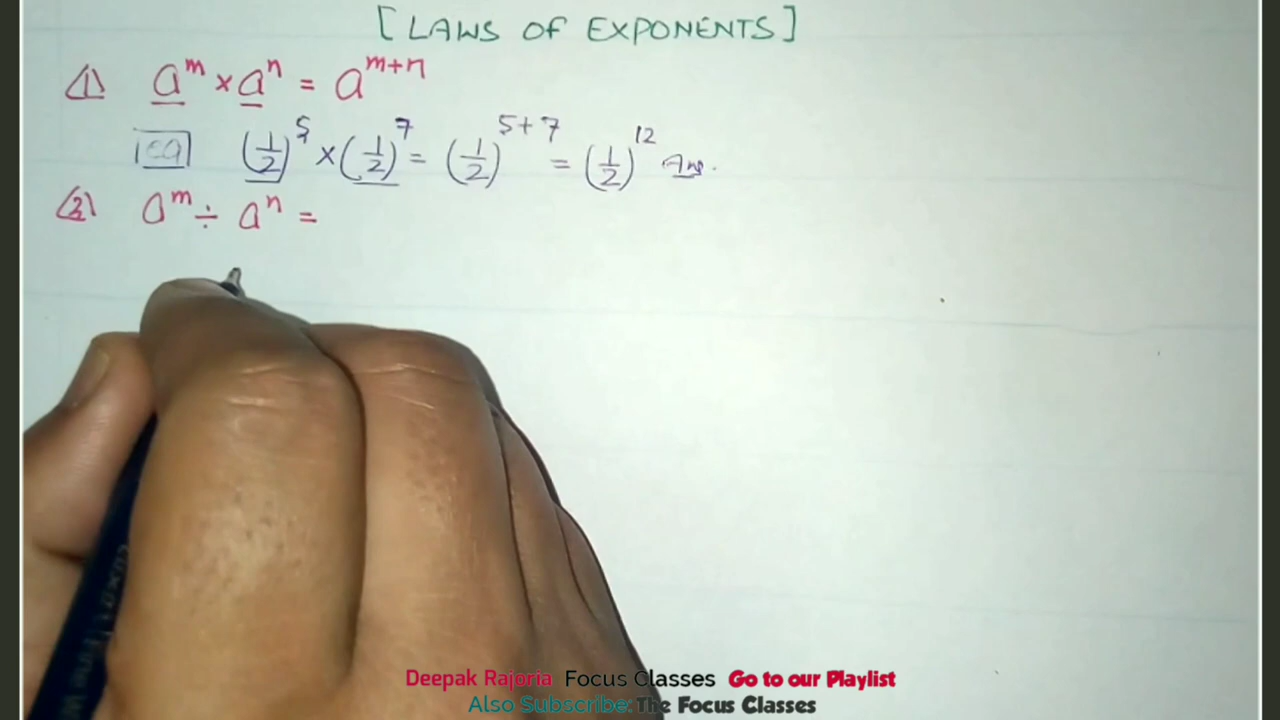 [LAWS OF EXPONENTS]
(1) a^m × a^n = a^{m+n}
eg (1/2)^5 × (1/2)^7 = (1/2)^{5+7} = (1/2)^{12} Ans.
(2) a^m ÷ a^n =
Deepak Rajoria Focus Classes Go to our Playlist
Also Subscribe: The Focus Classes